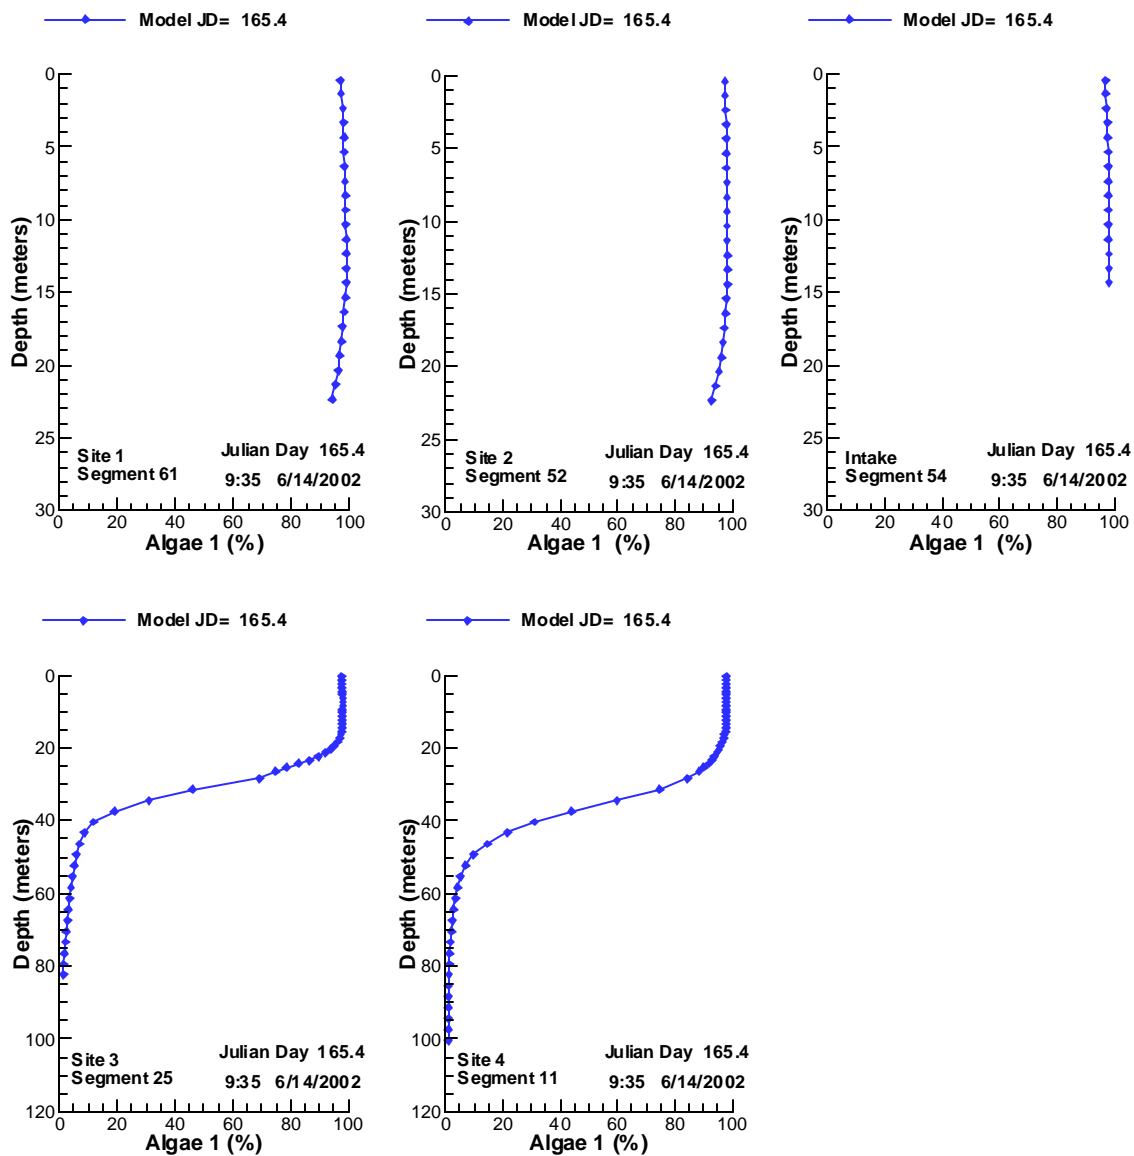 Model JD= 165.4
0
5
10
15
20
25
30
Depth (meters)
Site 1
Segment 61
Julian Day 165.4
9:35 6/14/2002
0 20 40 60 80 100
Algae 1 (%)
Model JD= 165.4
0
5
10
15
20
25
30
Depth (meters)
Site 2
Segment 52
Julian Day 165.4
9:35 6/14/2002
0 20 40 60 80 100
Algae 1 (%)
Model JD= 165.4
0
5
10
15
20
25
30
Depth (meters)
Intake
Segment 54
Julian Day 165.4
9:35 6/14/2002
0 20 40 60 80 100
Algae 1 (%)
Model JD= 165.4
0
20
40
60
80
100
120
Depth (meters)
Site 3
Segment 25
Julian Day 165.4
9:35 6/14/2002
0 20 40 60 80 100
Algae 1 (%)
Model JD= 165.4
0
20
40
60
80
100
120
Depth (meters)
Site 4
Segment 11
Julian Day 165.4
9:35 6/14/2002
0 20 40 60 80 100
Algae 1 (%)